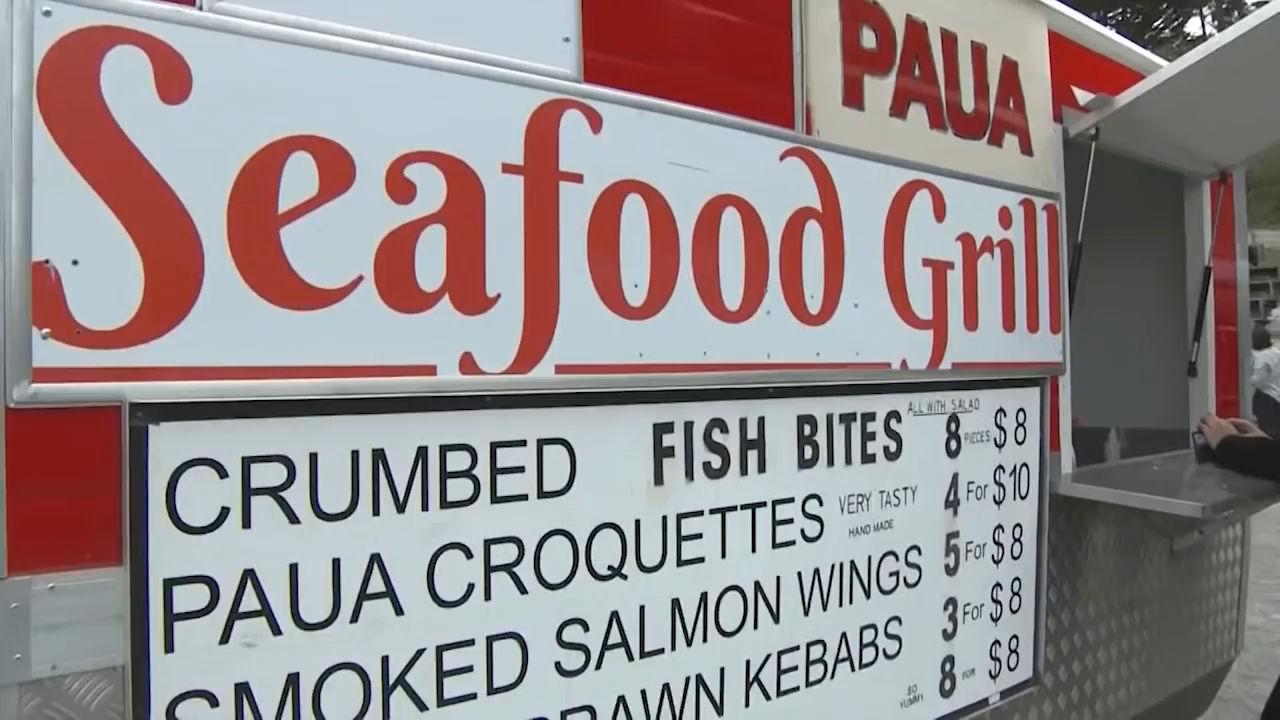 PAUA
Seafood Grill
ALL WITH SALAD
CRUMBED FISH BITES 8 PIECES $8
PAUA CROQUETTES VERY TASTY HAND MADE 4 For $10
SMOKED SALMON WINGS 5 For $8
KEBABS 3 For $8
SO YUMMY 8 FOR $8